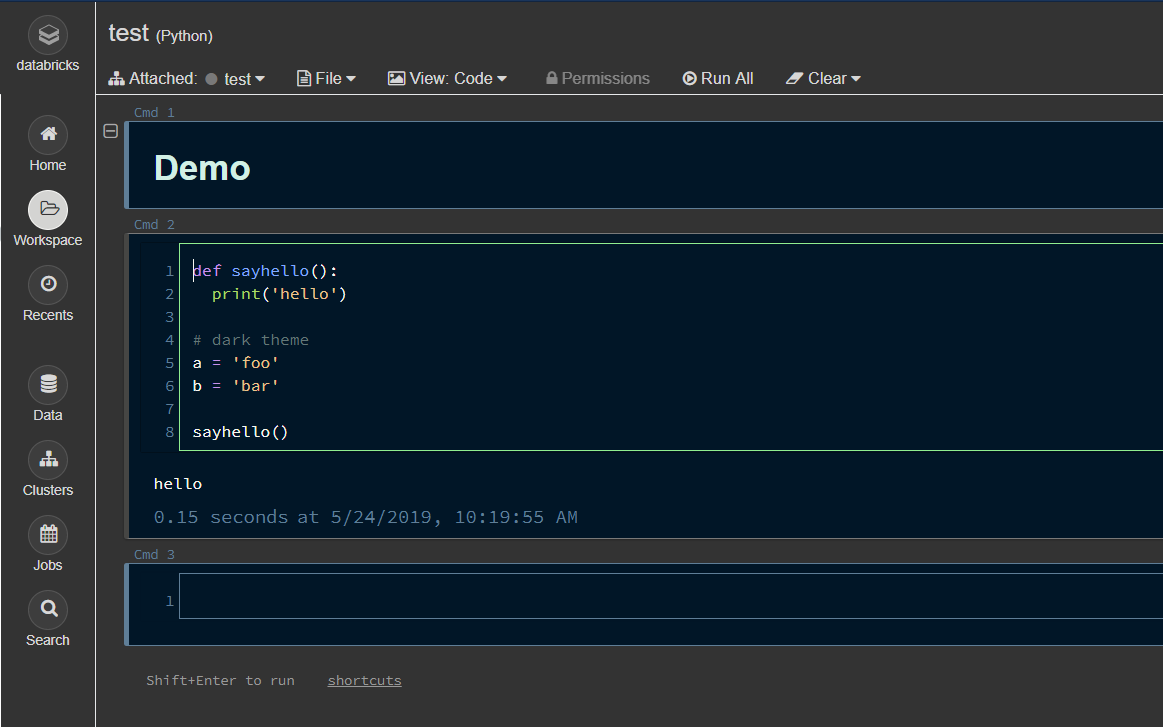 databricks
Home
Workspace
Recents
Data
Clusters
Jobs
Search
test (Python)
Attached: test File View: Code Permissions Run All Clear
Cmd 1
Demo
Cmd 2
1 def sayhello():
2   print('hello')
3
4 # dark theme
5 a = 'foo'
6 b = 'bar'
7
8 sayhello()
hello
0.15 seconds at 5/24/2019, 10:19:55 AM
Cmd 3
1
Shift+Enter to run shortcuts